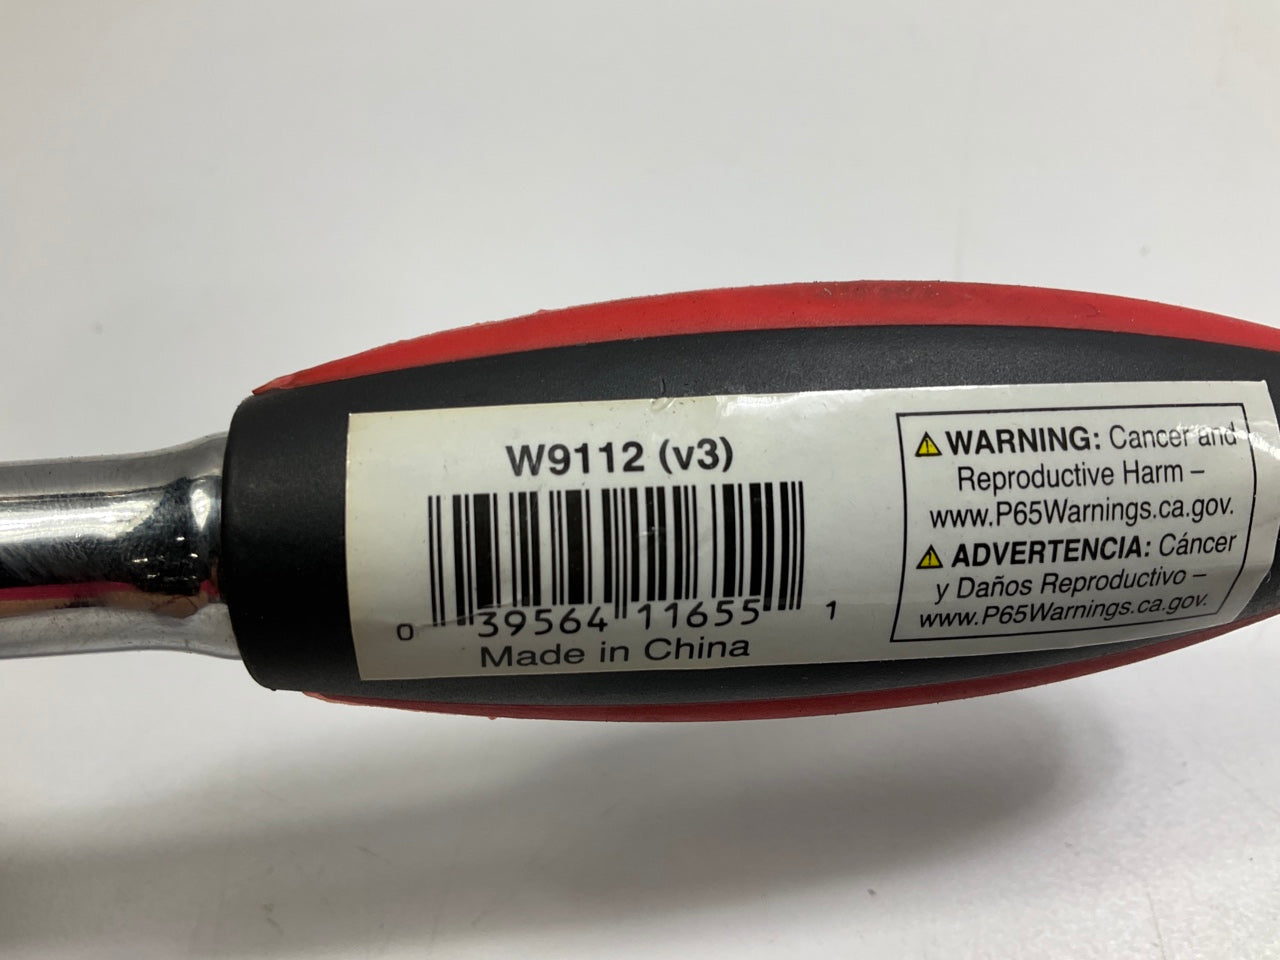 W9112 (v3)
0 39564 11655 1
Made in China
WARNING: Cancer and
Reproductive Harm –
www.P65Warnings.ca.gov.
ADVERTENCIA: Cáncer
y Daños Reproductivo –
www.P65Warnings.ca.gov.